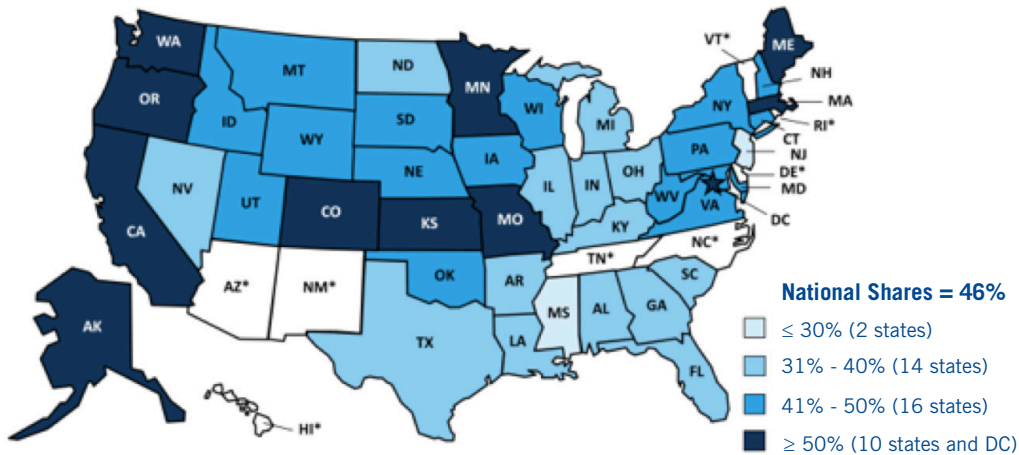 WA
OR
CA
AK
HI*
NV
ID
MT
WY
UT
CO
AZ*
NM*
ND
SD
NE
KS
OK
TX
MN
IA
MO
AR
LA
WI
IL
MI
IN
OH
KY
TN*
MS
AL
GA
FL
SC
NC*
VA
WV
PA
NY
VT*
ME
NH
MA
RI*
CT
NJ
DE*
MD
DC
National Shares = 46%
≤ 30% (2 states)
31% - 40% (14 states)
41% - 50% (16 states)
≥ 50% (10 states and DC)